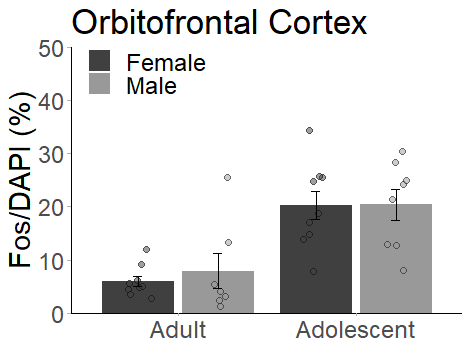 Orbitofrontal Cortex
Fos/DAPI (%)
50
40
30
20
10
0
Female
Male
Adult
Adolescent